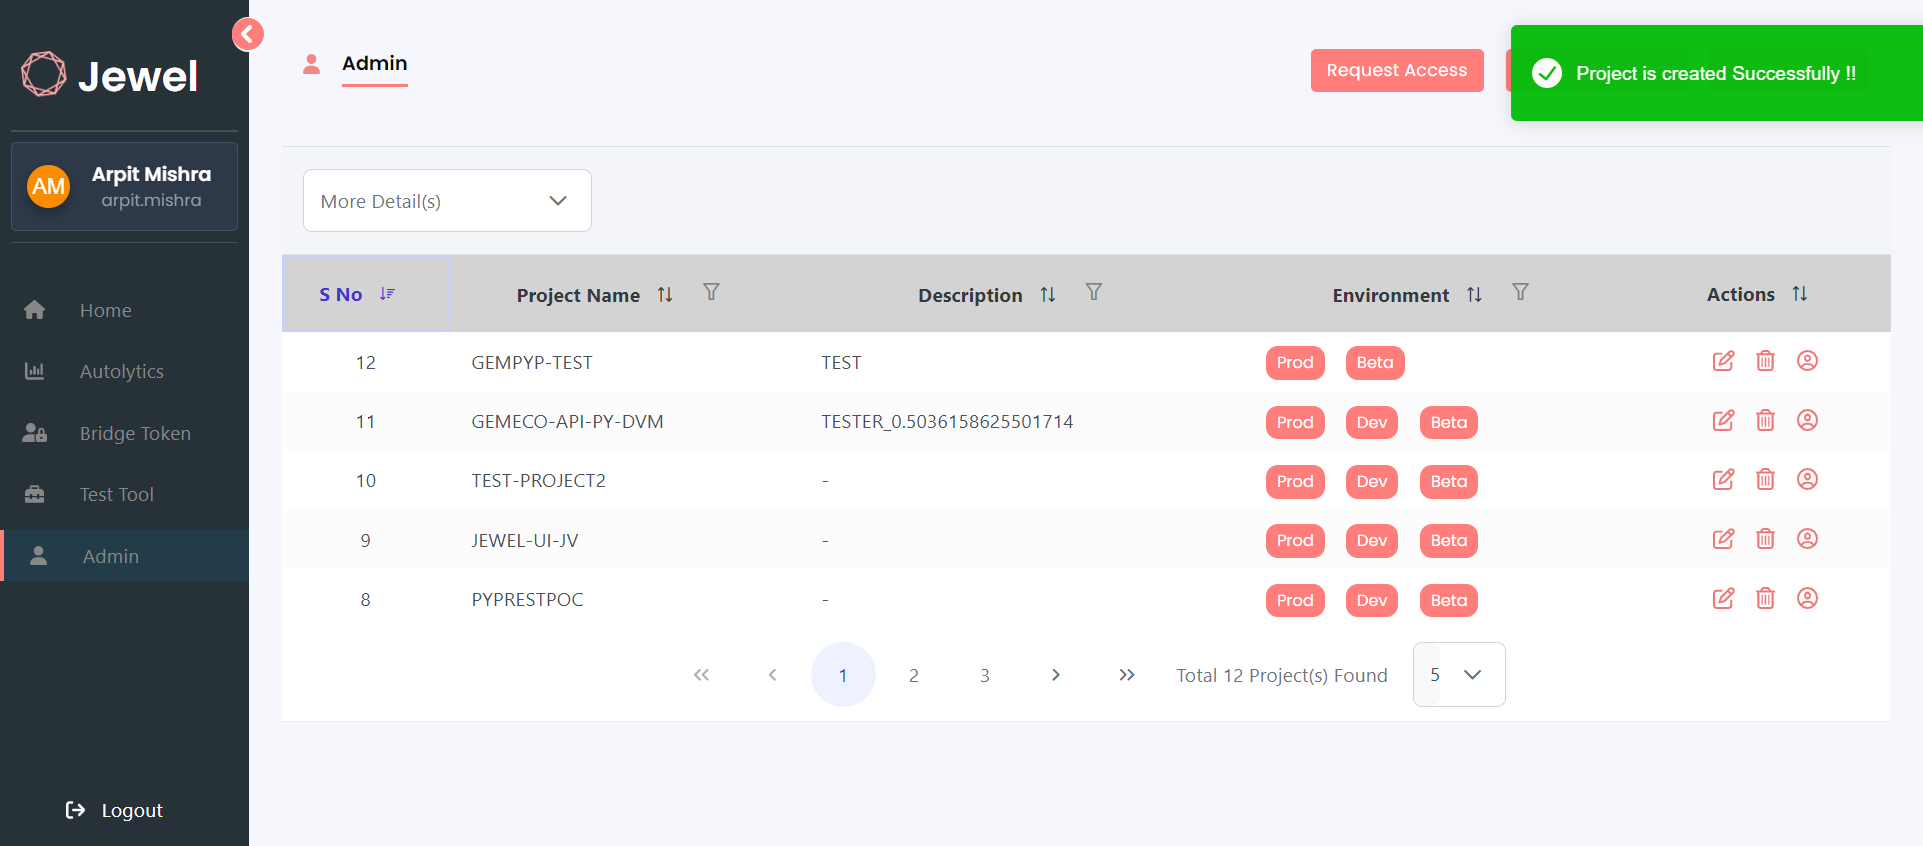 Jewel
AM
Arpit Mishra
arpit.mishra
Home
Autolytics
Bridge Token
Test Tool
Admin
Logout
Admin
Request Access
Project is created Successfully !!
More Detail(s)
S No Project Name Description Environment Actions
12 GEMPYP-TEST TEST Prod Beta
11 GEMECO-API-PY-DVM TESTER_0.5036158625501714 Prod Dev Beta
10 TEST-PROJECT2 - Prod Dev Beta
9 JEWEL-UI-JV - Prod Dev Beta
8 PYPRESTPOC - Prod Dev Beta
1 2 3 Total 12 Project(s) Found 5